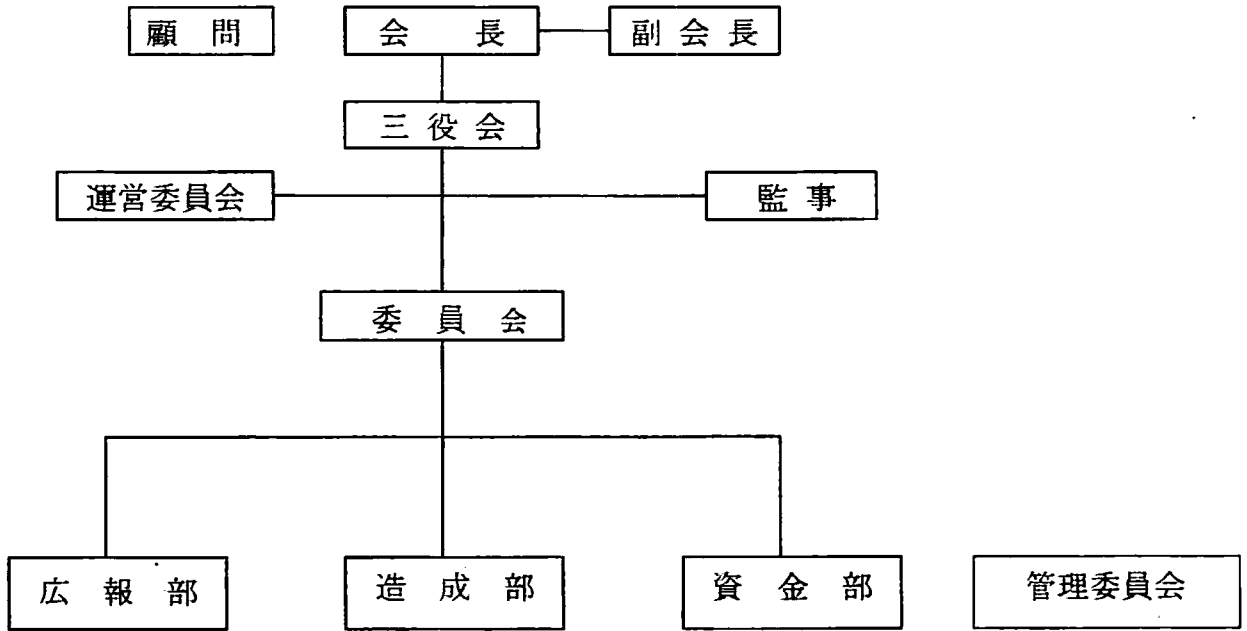 顧問 会長 副会長
三役会
運営委員会 監事
委員会
広報部 造成部 資金部 管理委員会